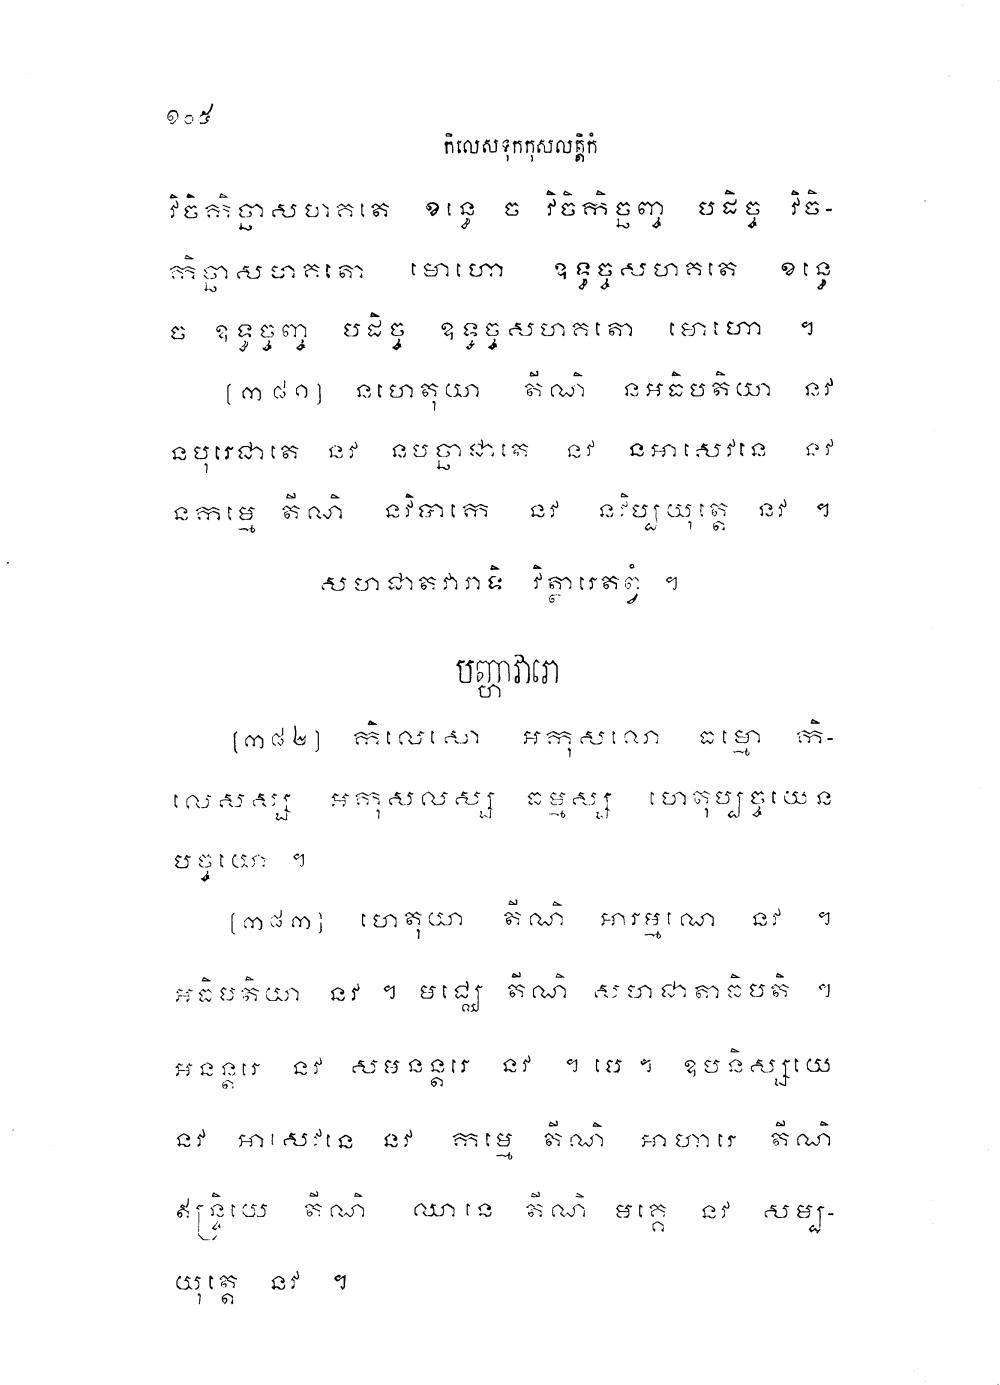 ១០៥
កិលេសទុកកុសលត្តិកំ
វិចិកិច្ឆាសហគតេ ខន្ធេ ច វិចិកិច្ឆញ្ច បដិច្ច វិចិ-
កិច្ឆាសហគតោ មោហោ ឧទ្ធច្ចសហគតេ ខន្ធេ
ច ឧទ្ធច្ចញ្ច បដិច្ច ឧទ្ធច្ចសហគតោ មោហោ ។
[៣៨១] នហេតុយា តីណិ នអធិបតិយា នវ
នបុរេជាតេ នវ នបច្ឆាជាតេ នវ នអាសេវនេ នវ
នកម្មេ តីណិ នវិបាកេ នវ នវិប្បយុត្តេ នវ ។
សហជាតវារាទិ វិត្ថារេតព្វំ ។
បញ្ហាវារោ
[៣៨២] កិលេសោ អកុសលោ ធម្មោ កិ-
លេសស្ស អកុសលស្ស ធម្មស្ស ហេតុប្បច្ចយេន
បច្ចយោ ។
[៣៨៣] ហេតុយា តីណិ អារម្មណេ នវ ។
អធិបតិយា នវ ។ មជ្ឈេ តីណិ សហជាតាធិបតិ ។
អនន្តរេ នវ សមនន្តរេ នវ ។ បេ ។ ឧបនិស្សយេ
នវ អាសេវនេ នវ កម្មេ តីណិ អាហារេ តីណិ
ឥន្ទ្រិយេ តីណិ ឈានេ តីណិ មគ្គេ នវ សម្ប-
យុត្តេ នវ ។